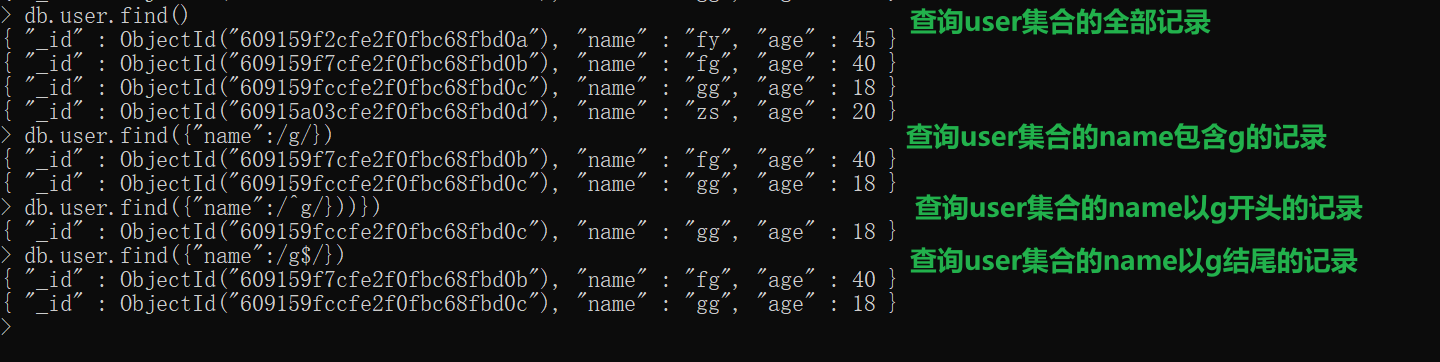 > db.user.find() 查询user集合的全部记录
{ "_id" : ObjectId("609159f2cfe2f0fbc68fbd0a"), "name" : "fy", "age" : 45 }
{ "_id" : ObjectId("609159f7cfe2f0fbc68fbd0b"), "name" : "fg", "age" : 40 }
{ "_id" : ObjectId("609159fccfe2f0fbc68fbd0c"), "name" : "gg", "age" : 18 }
{ "_id" : ObjectId("60915a03cfe2f0fbc68fbd0d"), "name" : "zs", "age" : 20 }
> db.user.find({"name":/g/}) 查询user集合的name包含g的记录
{ "_id" : ObjectId("609159f7cfe2f0fbc68fbd0b"), "name" : "fg", "age" : 40 }
{ "_id" : ObjectId("609159fccfe2f0fbc68fbd0c"), "name" : "gg", "age" : 18 }
> db.user.find({"name":/^g/}))}) 查询user集合的name以g开头的记录
{ "_id" : ObjectId("609159fccfe2f0fbc68fbd0c"), "name" : "gg", "age" : 18 }
> db.user.find({"name":/g$/}) 查询user集合的name以g结尾的记录
{ "_id" : ObjectId("609159f7cfe2f0fbc68fbd0b"), "name" : "fg", "age" : 40 }
{ "_id" : ObjectId("609159fccfe2f0fbc68fbd0c"), "name" : "gg", "age" : 18 }
>